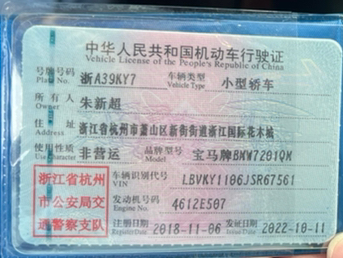 中华人民共和国机动车行驶证
Vehicle License of the People's Republic of China
号牌号码 浙A39KY7 车辆类型 小型轿车
Plate No. Vehicle Type
所有人 朱新超
Owner
住址 浙江省杭州市萧山区新街街道浙江国际花木城
Address
使用性质 非营运 品牌型号 宝马牌BMW7201QM
Use Character Model
浙江省杭州 车辆识别代号 LBVKY1106JSR67561
VIN
市公安局交 发动机号码 4612E507
Engine No.
通警察支队 注册日期 2018-11-06 发证日期 2022-10-11
Register Date Issue Date